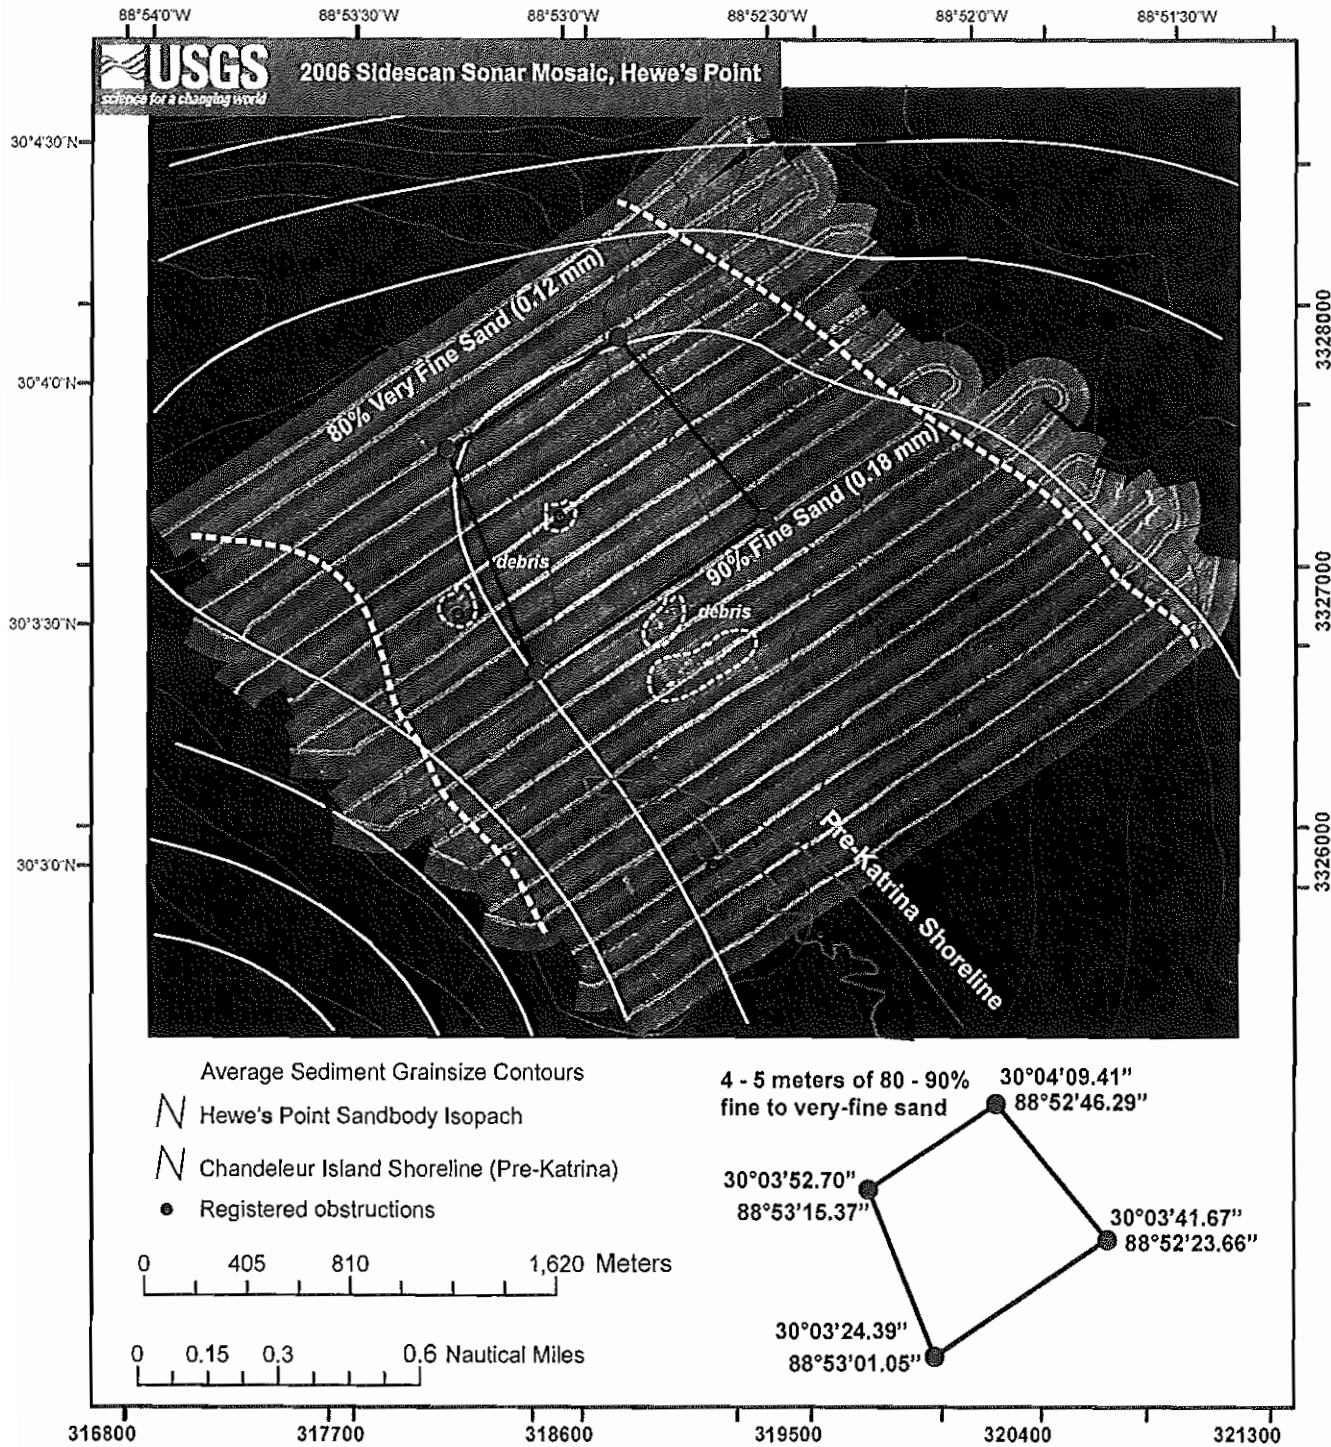 88°54'0"W 88°53'30"W 88°53'0"W 88°52'30"W 88°52'0"W 88°51'30"W
USGS
science for a changing world
2006 Sidescan Sonar Mosaic, Hewe's Point
30°4'30"N
30°4'0"N
30°3'30"N
30°3'0"N
3328000
3327000
3326000
80% Very Fine Sand (0.12 mm)
90% Fine Sand (0.18 mm)
debris
debris
Pre-Katrina Shoreline
Average Sediment Grainsize Contours
Hewe's Point Sandbody Isopach
Chandeleur Island Shoreline (Pre-Katrina)
Registered obstructions
0 405 810 1,620 Meters
0 0.15 0.3 0.6 Nautical Miles
4 - 5 meters of 80 - 90%
fine to very-fine sand
30°04'09.41"
88°52'46.29"
30°03'52.70"
88°53'15.37"
30°03'41.67"
88°52'23.66"
30°03'24.39"
88°53'01.05"
316800 317700 318600 319500 320400 321300